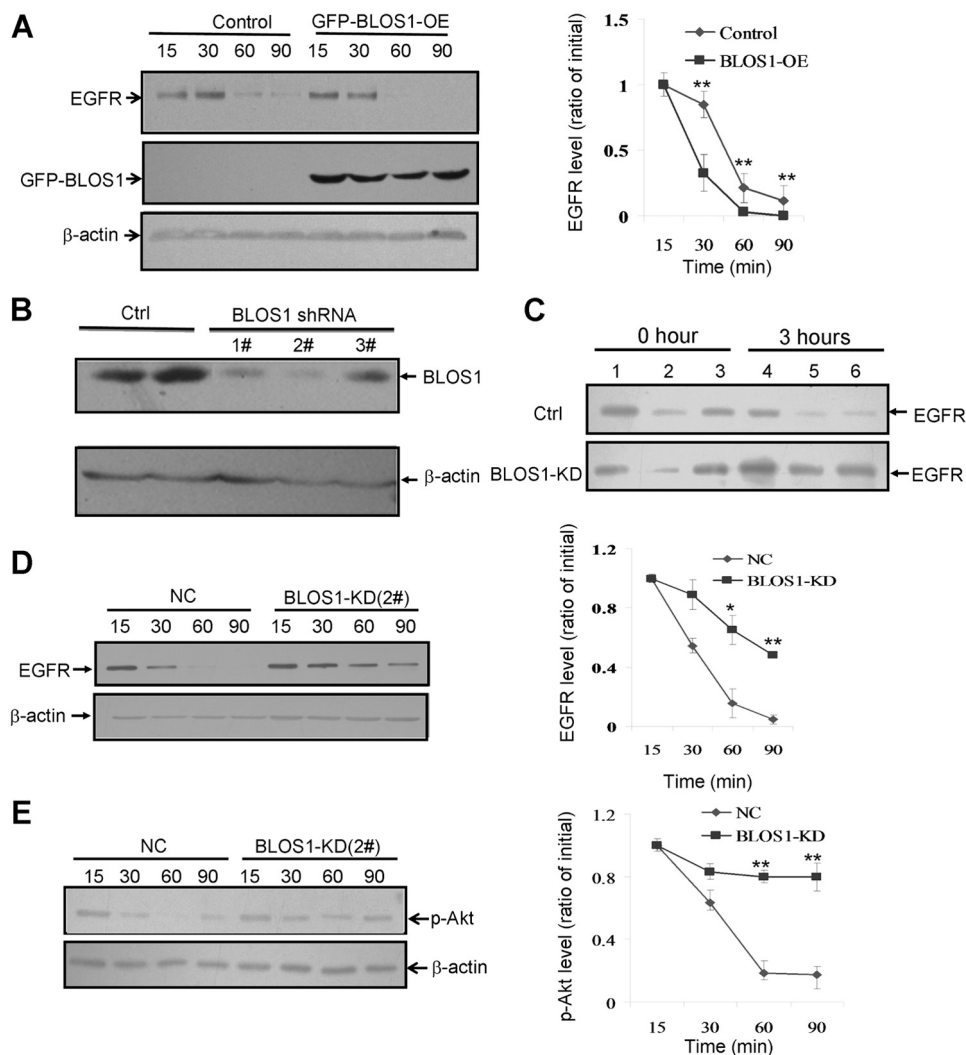 A
Control
GFP-BLOS1-OE
15 30 60 90 15 30 60 90
EGFR
GFP-BLOS1
β-actin
Control
BLOS1-OE
EGFR level (ratio of initial)
1
0.5
0
**
**
**
15 30 60 90
Time (min)
B
Ctrl
BLOS1 shRNA
1# 2# 3#
BLOS1
β-actin
C
0 hour
3 hours
1 2 3 4 5 6
Ctrl
EGFR
BLOS1-KD
EGFR
D
NC
BLOS1-KD(2#)
15 30 60 90 15 30 60 90
EGFR
β-actin
NC
BLOS1-KD
EGFR level (ratio of initial)
1.2
0.8
0.4
0
*
**
15 30 60 90
Time (min)
E
NC
BLOS1-KD(2#)
15 30 60 90 15 30 60 90
p-Akt
β-actin
NC
BLOS1-KD
p-Akt level (ratio of initial)
1.2
0.8
0.4
0
**
**
15 30 60 90
Time (min)